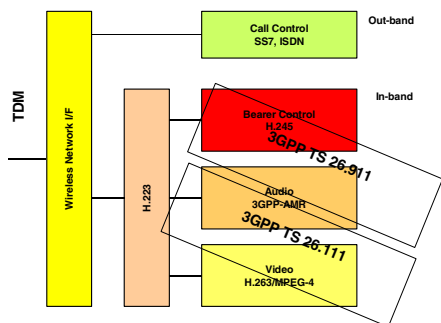 Call Control
SS7, ISDN
Out-band
TDM
Wireless Network I/F
H.223
Bearer Control
H.245
In-band
3GPP TS 26.911
Audio
3GPP-AMR
3GPP TS 26.111
Video
H.263/MPEG-4